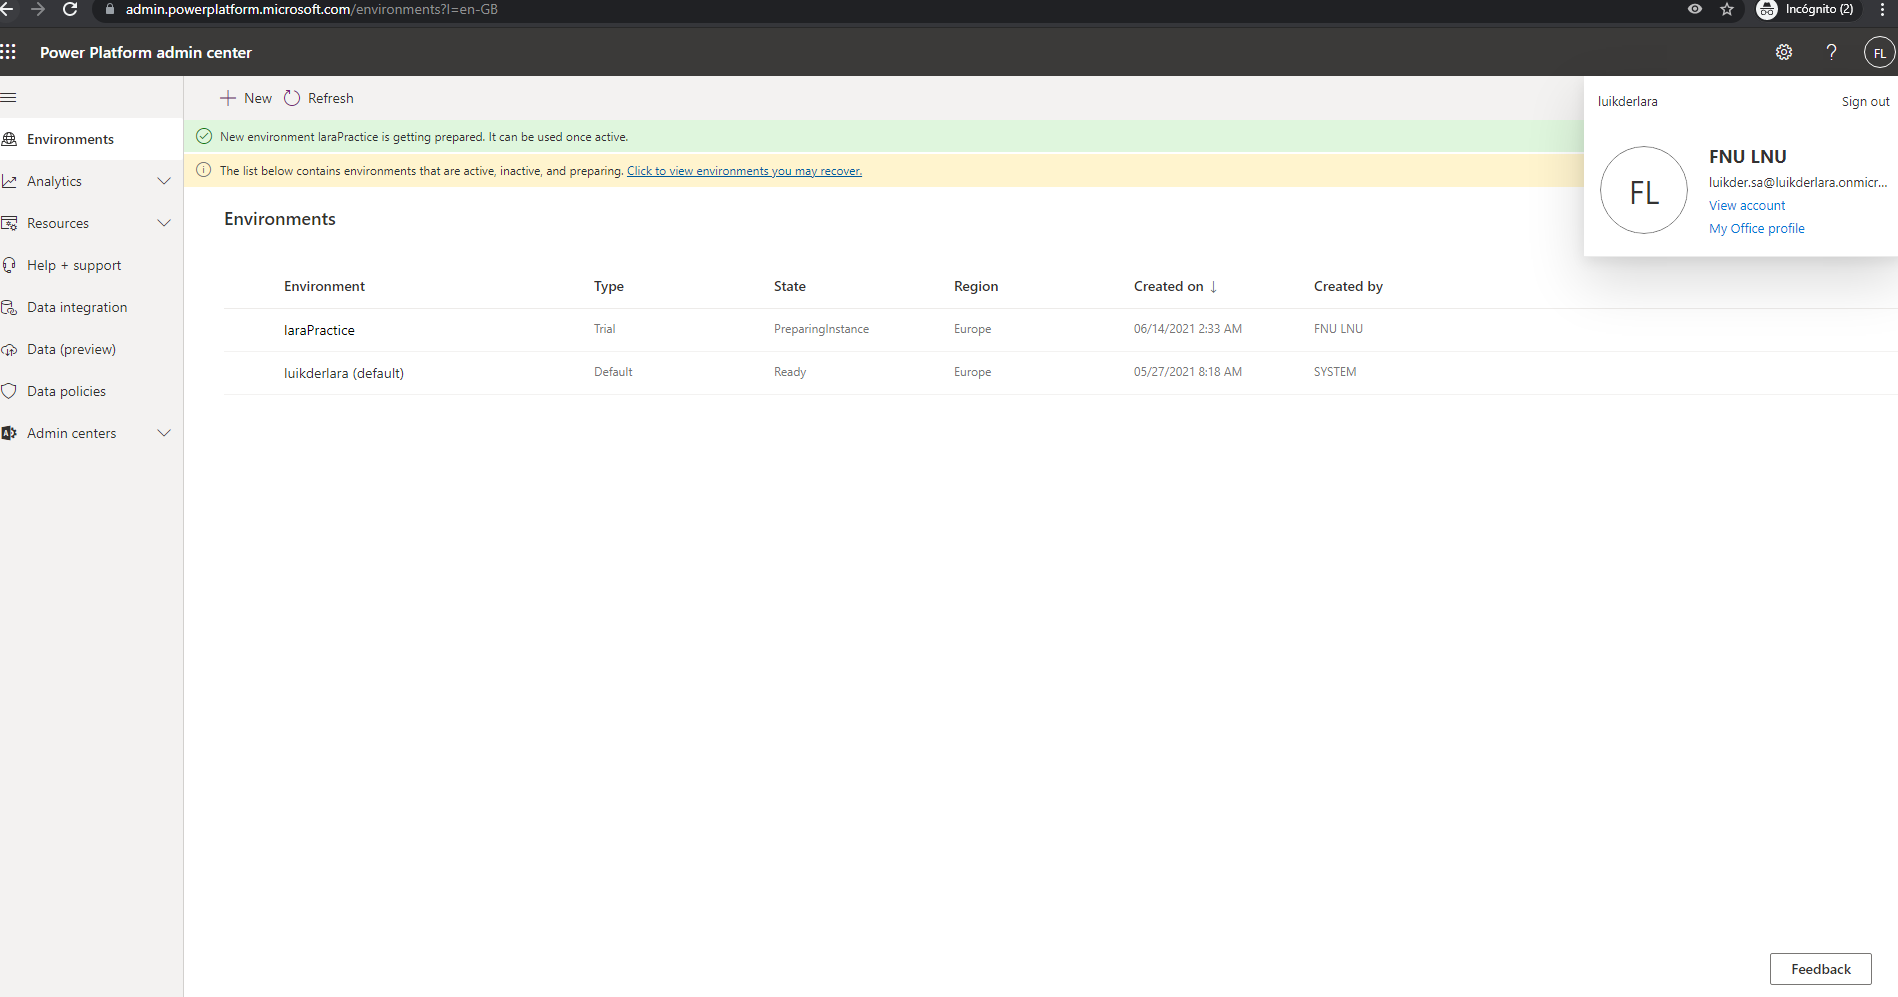 admin.powerplatform.microsoft.com/environments?l=en-GB
Incógnito (2)
Power Platform admin center
?
FL
New
Refresh
luikderlara
Sign out
Environments
Analytics
Resources
Help + support
Data integration
Data (preview)
Data policies
Admin centers
New environment laraPractice is getting prepared. It can be used once active.
The list below contains environments that are active, inactive, and preparing. Click to view environments you may recover.
FL
FNU LNU
luikder.sa@luikderlara.onmicr...
View account
My Office profile
Environments
Environment Type State Region Created on ↓ Created by
laraPractice Trial PreparingInstance Europe 06/14/2021 2:33 AM FNU LNU
luikderlara (default) Default Ready Europe 05/27/2021 8:18 AM SYSTEM
Feedback